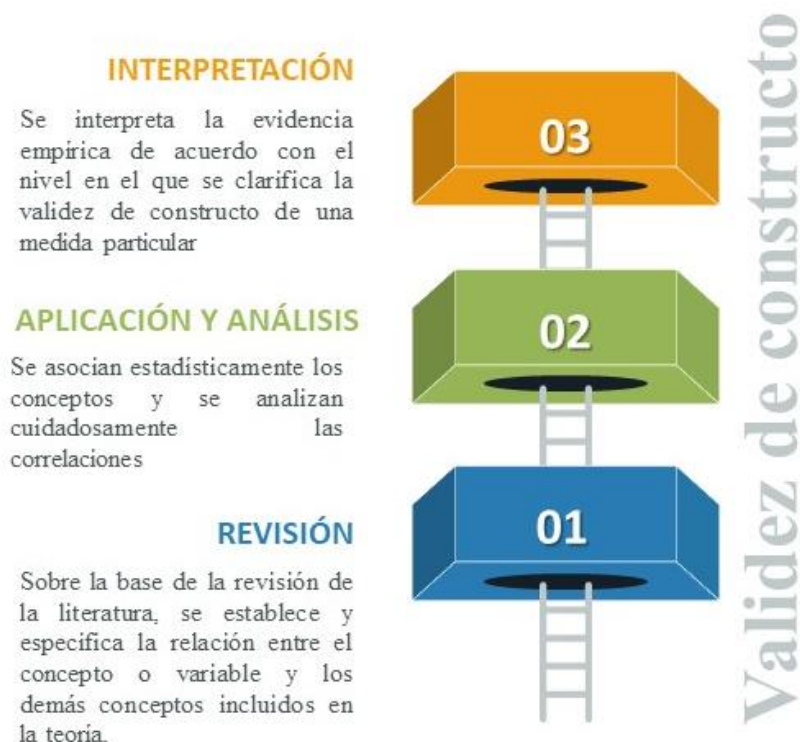 INTERPRETACIÓN
Se interpreta la evidencia
empírica de acuerdo con el
nivel en el que se clarifica la
validez de constructo de una
medida particular
03
APLICACIÓN Y ANÁLISIS
Se asocian estadísticamente los
conceptos y se analizan
cuidadosamente las
correlaciones
02
REVISIÓN
Sobre la base de la revisión de
la literatura, se establece y
especifica la relación entre el
concepto o variable y los
demás conceptos incluidos en
la teoría.
01
Validez de constructo